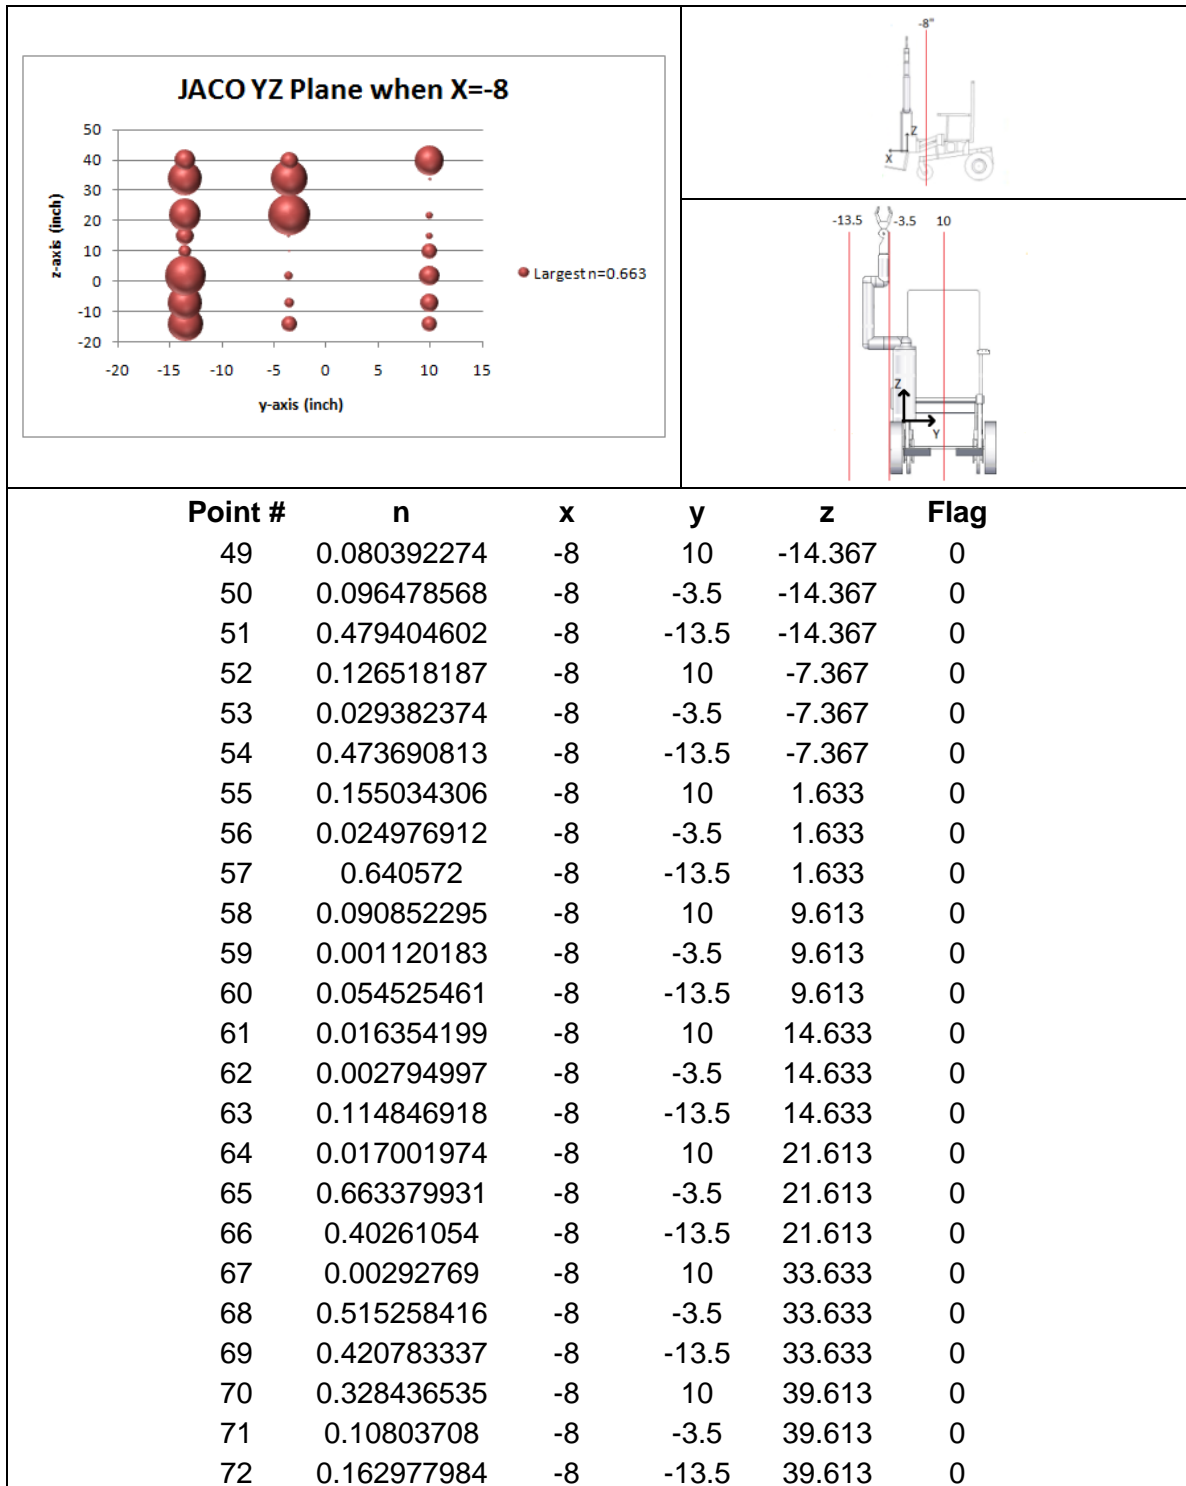 JACO YZ Plane when X=-8
50
40
30
20
10
0
-10
-20
z-axis (inch)
-20 -15 -10 -5 0 5 10 15
y-axis (inch)
Largest n=0.663
-8"
Z
X
-13.5 -3.5 10
Z
Y
Point # n x y z Flag
49 0.080392274 -8 10 -14.367 0
50 0.096478568 -8 -3.5 -14.367 0
51 0.479404602 -8 -13.5 -14.367 0
52 0.126518187 -8 10 -7.367 0
53 0.029382374 -8 -3.5 -7.367 0
54 0.473690813 -8 -13.5 -7.367 0
55 0.155034306 -8 10 1.633 0
56 0.024976912 -8 -3.5 1.633 0
57 0.640572 -8 -13.5 1.633 0
58 0.090852295 -8 10 9.613 0
59 0.001120183 -8 -3.5 9.613 0
60 0.054525461 -8 -13.5 9.613 0
61 0.016354199 -8 10 14.633 0
62 0.002794997 -8 -3.5 14.633 0
63 0.114846918 -8 -13.5 14.633 0
64 0.017001974 -8 10 21.613 0
65 0.663379931 -8 -3.5 21.613 0
66 0.40261054 -8 -13.5 21.613 0
67 0.00292769 -8 10 33.633 0
68 0.515258416 -8 -3.5 33.633 0
69 0.420783337 -8 -13.5 33.633 0
70 0.328436535 -8 10 39.613 0
71 0.10803708 -8 -3.5 39.613 0
72 0.162977984 -8 -13.5 39.613 0